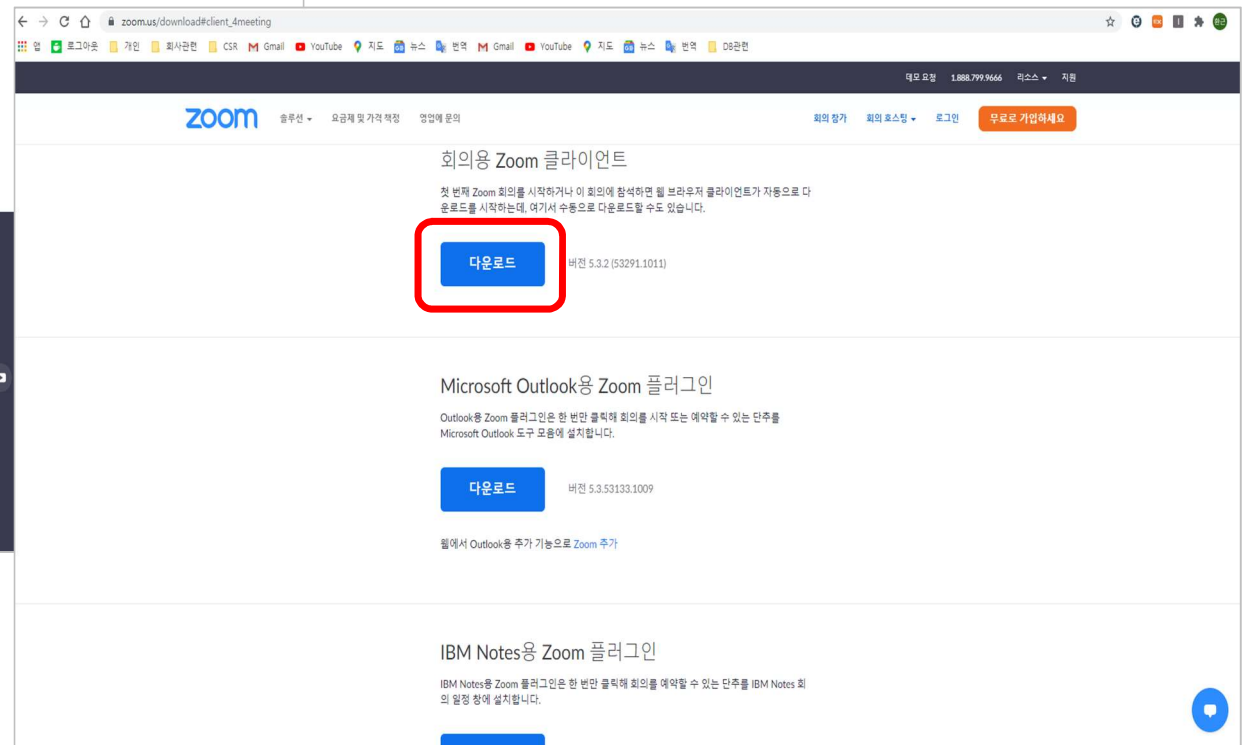 zoom.us/download#client_4meeting
앱 로그아웃 개인 회사관련 CSR Gmail YouTube 지도 뉴스 번역 Gmail YouTube 지도 뉴스 번역 DB관련
데모 요청 1.888.799.9666 리소스 지원
zoom 솔루션 요금제 및 가격 책정 영업에 문의 회의 참가 회의 호스팅 로그인 무료로 가입하세요
회의용 Zoom 클라이언트
첫 번째 Zoom 회의를 시작하거나 이 회의에 참석하면 웹 브라우저 클라이언트가 자동으로 다
운로드를 시작하는데, 여기서 수동으로 다운로드할 수도 있습니다.
다운로드 버전 5.3.2 (53291.1011)
Microsoft Outlook용 Zoom 플러그인
Outlook용 Zoom 플러그인은 한 번만 클릭해 회의를 시작 또는 예약할 수 있는 단추를
Microsoft Outlook 도구 모음에 설치합니다.
다운로드 버전 5.3.53133.1009
웹에서 Outlook용 추가 기능으로 Zoom 추가
IBM Notes용 Zoom 플러그인
IBM Notes용 Zoom 플러그인은 한 번만 클릭해 회의를 예약할 수 있는 단추를 IBM Notes 회
의 일정 창에 설치합니다.